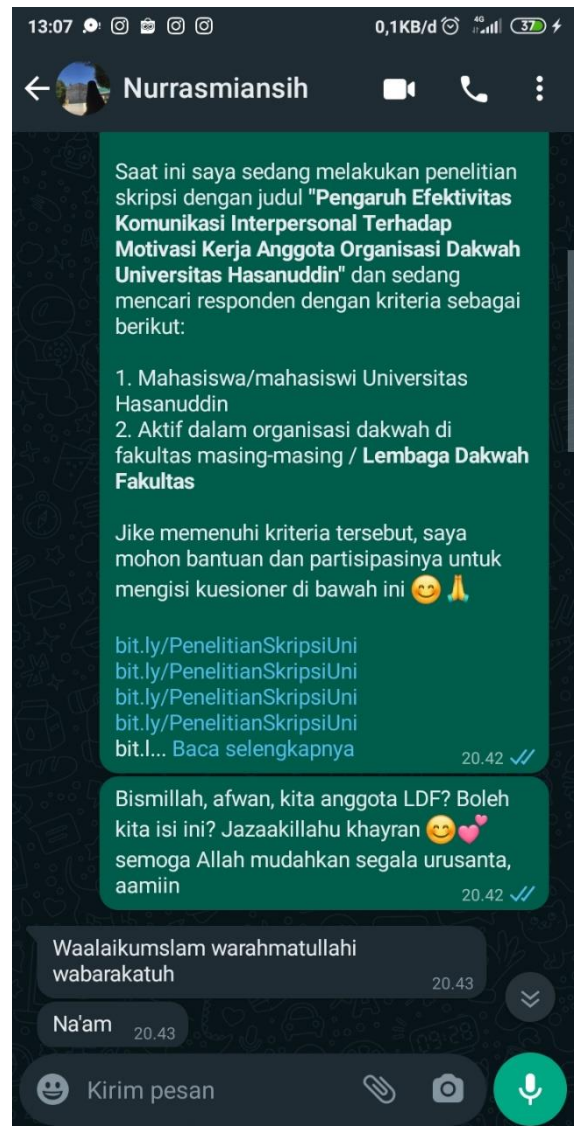 13:07 0,1KB/d 4G 37
Nurrasmiansih
Saat ini saya sedang melakukan penelitian
skripsi dengan judul "Pengaruh Efektivitas
Komunikasi Interpersonal Terhadap
Motivasi Kerja Anggota Organisasi Dakwah
Universitas Hasanuddin" dan sedang
mencari responden dengan kriteria sebagai
berikut:
1. Mahasiswa/mahasiswi Universitas
Hasanuddin
2. Aktif dalam organisasi dakwah di
fakultas masing-masing / Lembaga Dakwah
Fakultas
Jike memenuhi kriteria tersebut, saya
mohon bantuan dan partisipasinya untuk
mengisi kuesioner di bawah ini 😊🙏
bit.ly/PenelitianSkripsiUni
bit.ly/PenelitianSkripsiUni
bit.ly/PenelitianSkripsiUni
bit.ly/PenelitianSkripsiUni
bit.l... Baca selengkapnya
20.42
Bismillah, afwan, kita anggota LDF? Boleh
kita isi ini? Jazaakillahu khayran 😊💕
semoga Allah mudahkan segala urusanta,
aamiin
20.42
Waalaikumslam warahmatullahi
wabarakatuh
20.43
Na'am 20.43
Kirim pesan